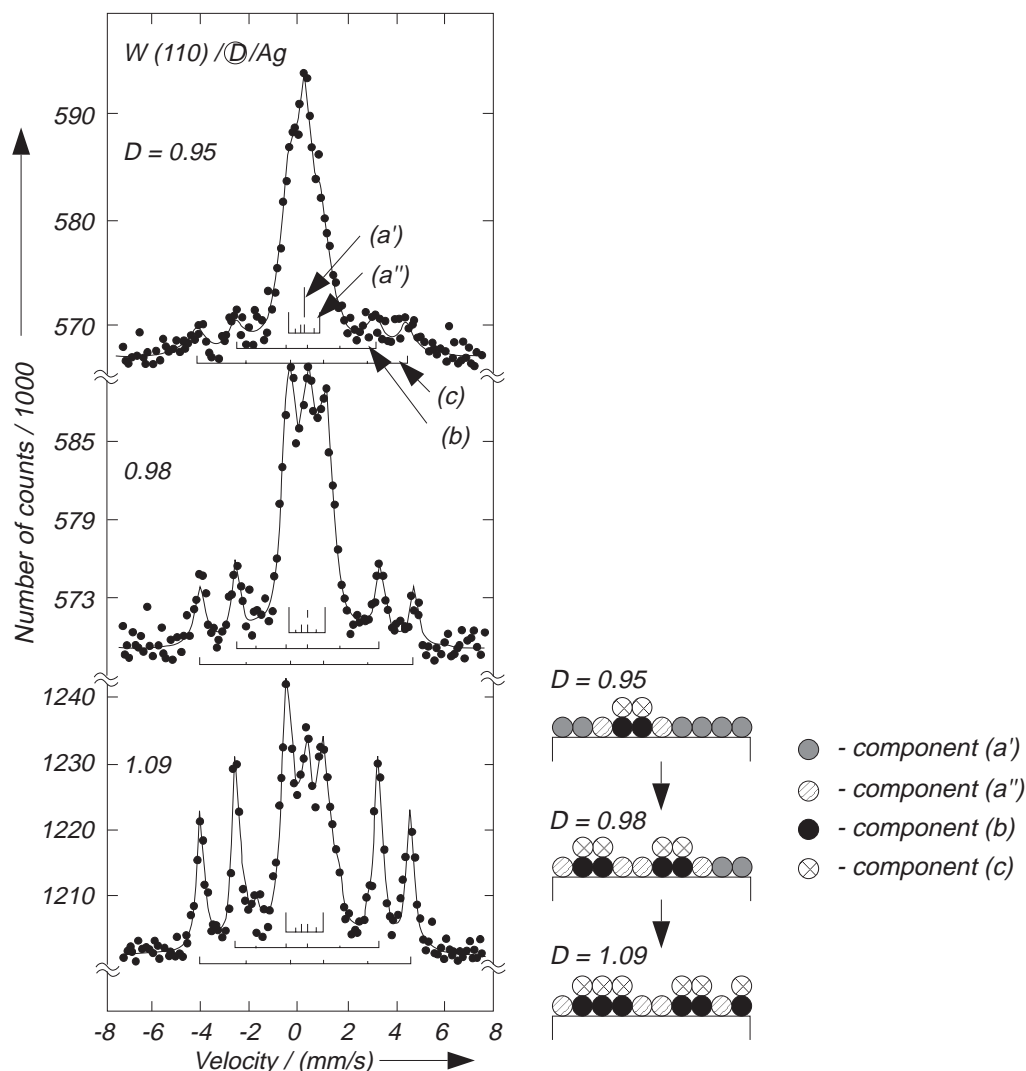 W (110) / D /Ag
590
D = 0.95
580
(a')
(a'')
570
(c)
(b)
585
0.98
579
573
1240
1230
1.09
1220
1210
-8 -6 -4 -2 0 2 4 6 8
Velocity / (mm/s)
Number of counts / 1000
D = 0.95
D = 0.98
D = 1.09
- component (a')
- component (a'')
- component (b)
- component (c)